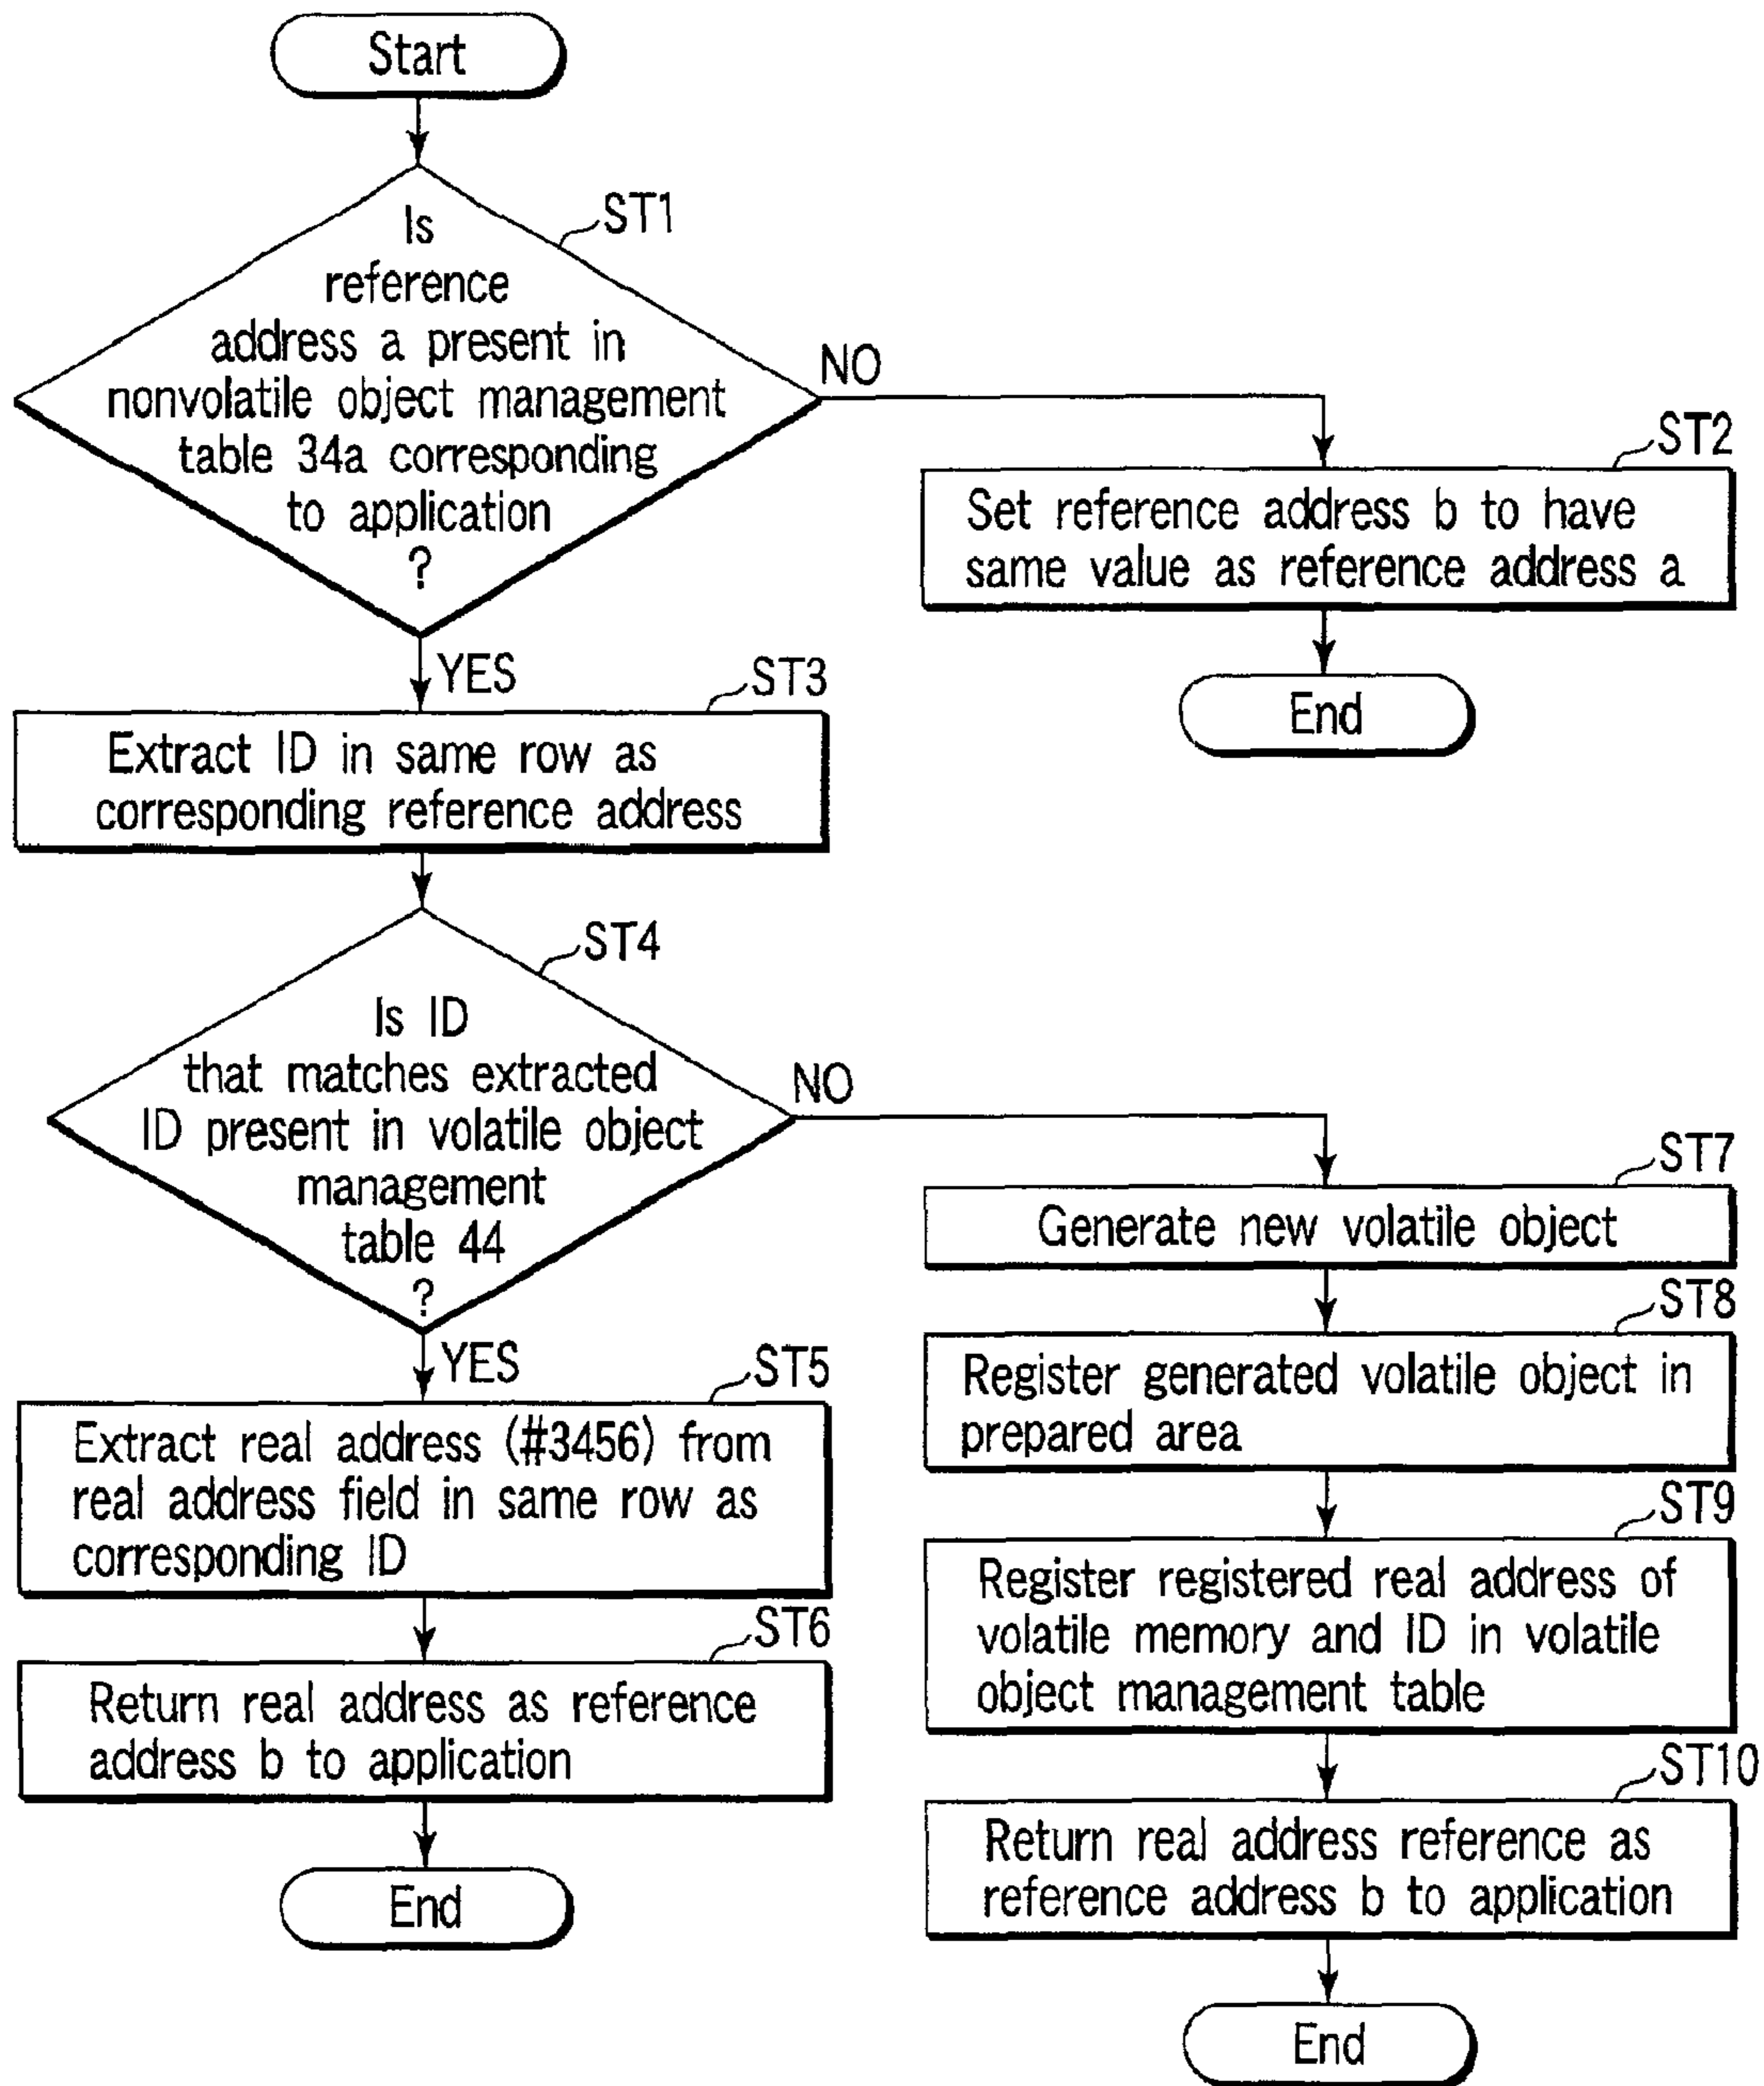 Start
ST1
Is
reference
address a present in
nonvolatile object management
table 34a corresponding
to application
?
NO
ST2
Set reference address b to have
same value as reference address a
End
YES
ST3
Extract ID in same row as
corresponding reference address
ST4
Is ID
that matches extracted
ID present in volatile object
management
table 44
?
NO
YES
ST5
Extract real address (#3456) from
real address field in same row as
corresponding ID
ST6
Return real address as reference
address b to application
End
ST7
Generate new volatile object
ST8
Register generated volatile object in
prepared area
ST9
Register registered real address of
volatile memory and ID in volatile
object management table
ST10
Return real address reference as
reference address b to application
End